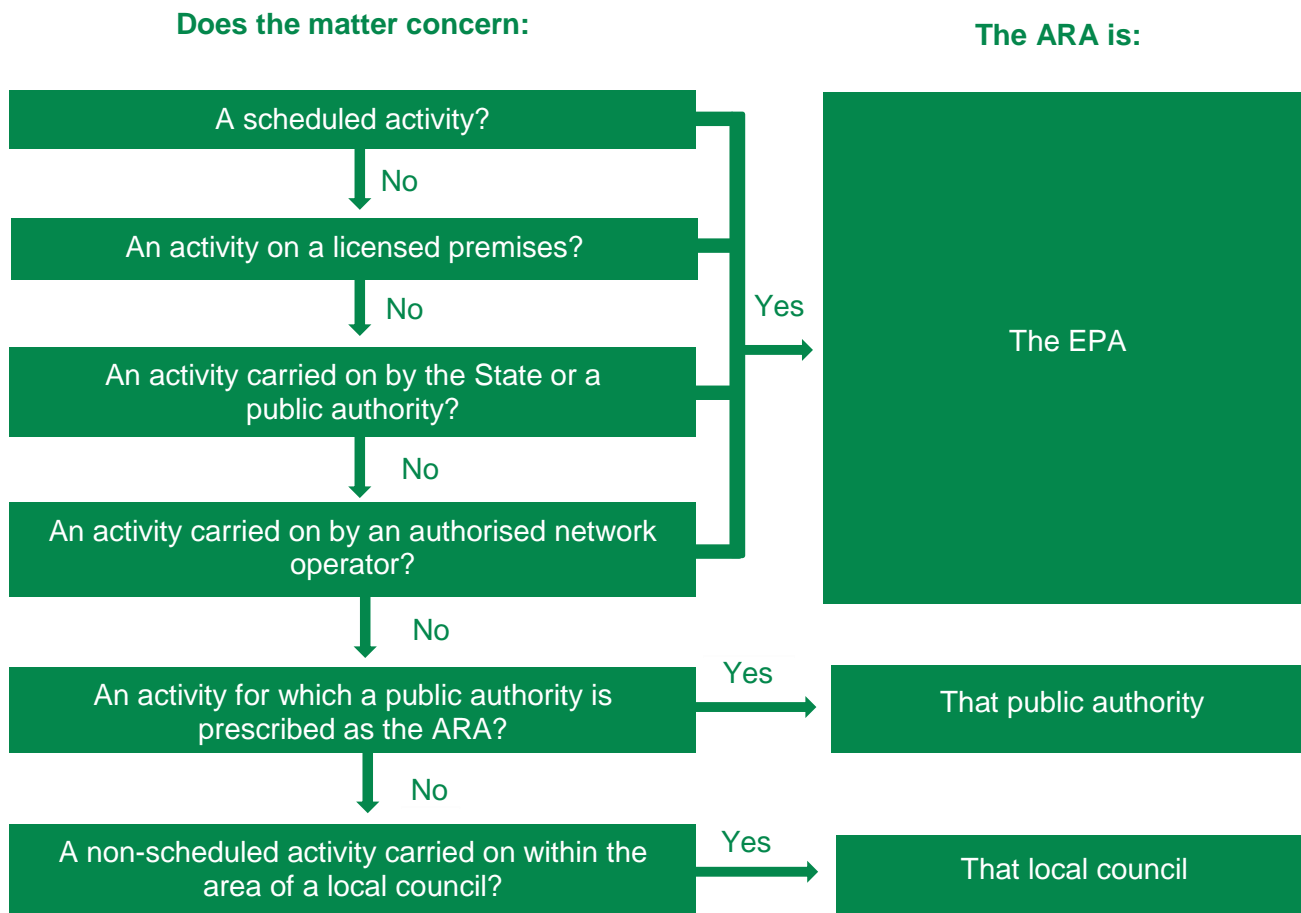 Does the matter concern:
The ARA is:
A scheduled activity?
No
An activity on a licensed premises?
No
Yes
The EPA
An activity carried on by the State or a
public authority?
No
An activity carried on by an authorised network
operator?
No
An activity for which a public authority is
prescribed as the ARA?
Yes
That public authority
No
A non-scheduled activity carried on within the
area of a local council?
Yes
That local council